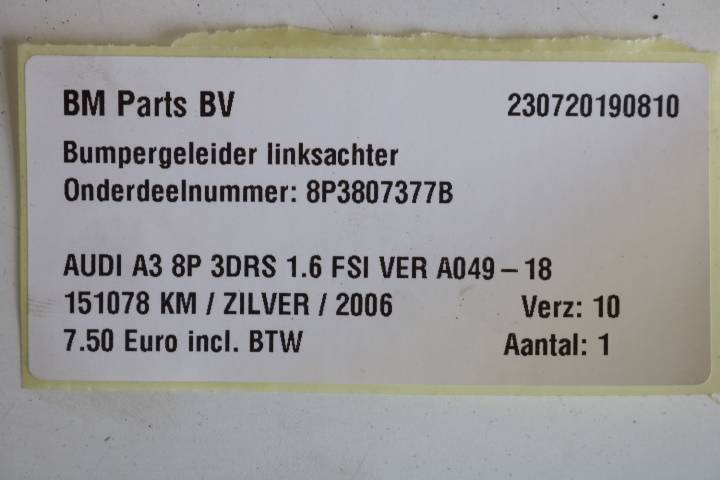 BM Parts BV 230720190810
Bumpergeleider linksachter
Onderdeelnummer: 8P3807377B
AUDI A3 8P 3DRS 1.6 FSI VER A049 – 18
151078 KM / ZILVER / 2006 Verz: 10
7.50 Euro incl. BTW Aantal: 1